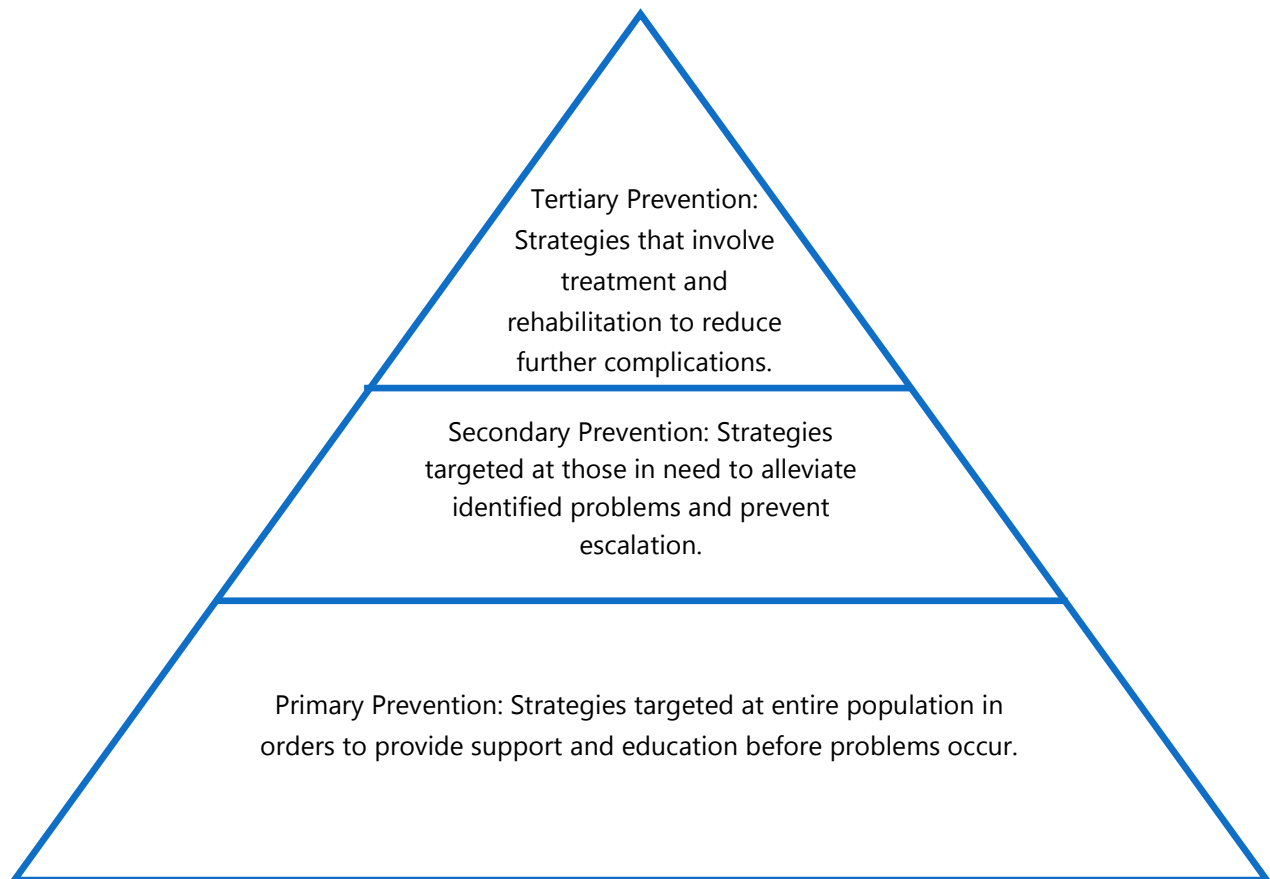 Tertiary Prevention:
Strategies that involve
treatment and
rehabilitation to reduce
further complications.
Secondary Prevention: Strategies
targeted at those in need to alleviate
identified problems and prevent
escalation.
Primary Prevention: Strategies targeted at entire population in
orders to provide support and education before problems occur.